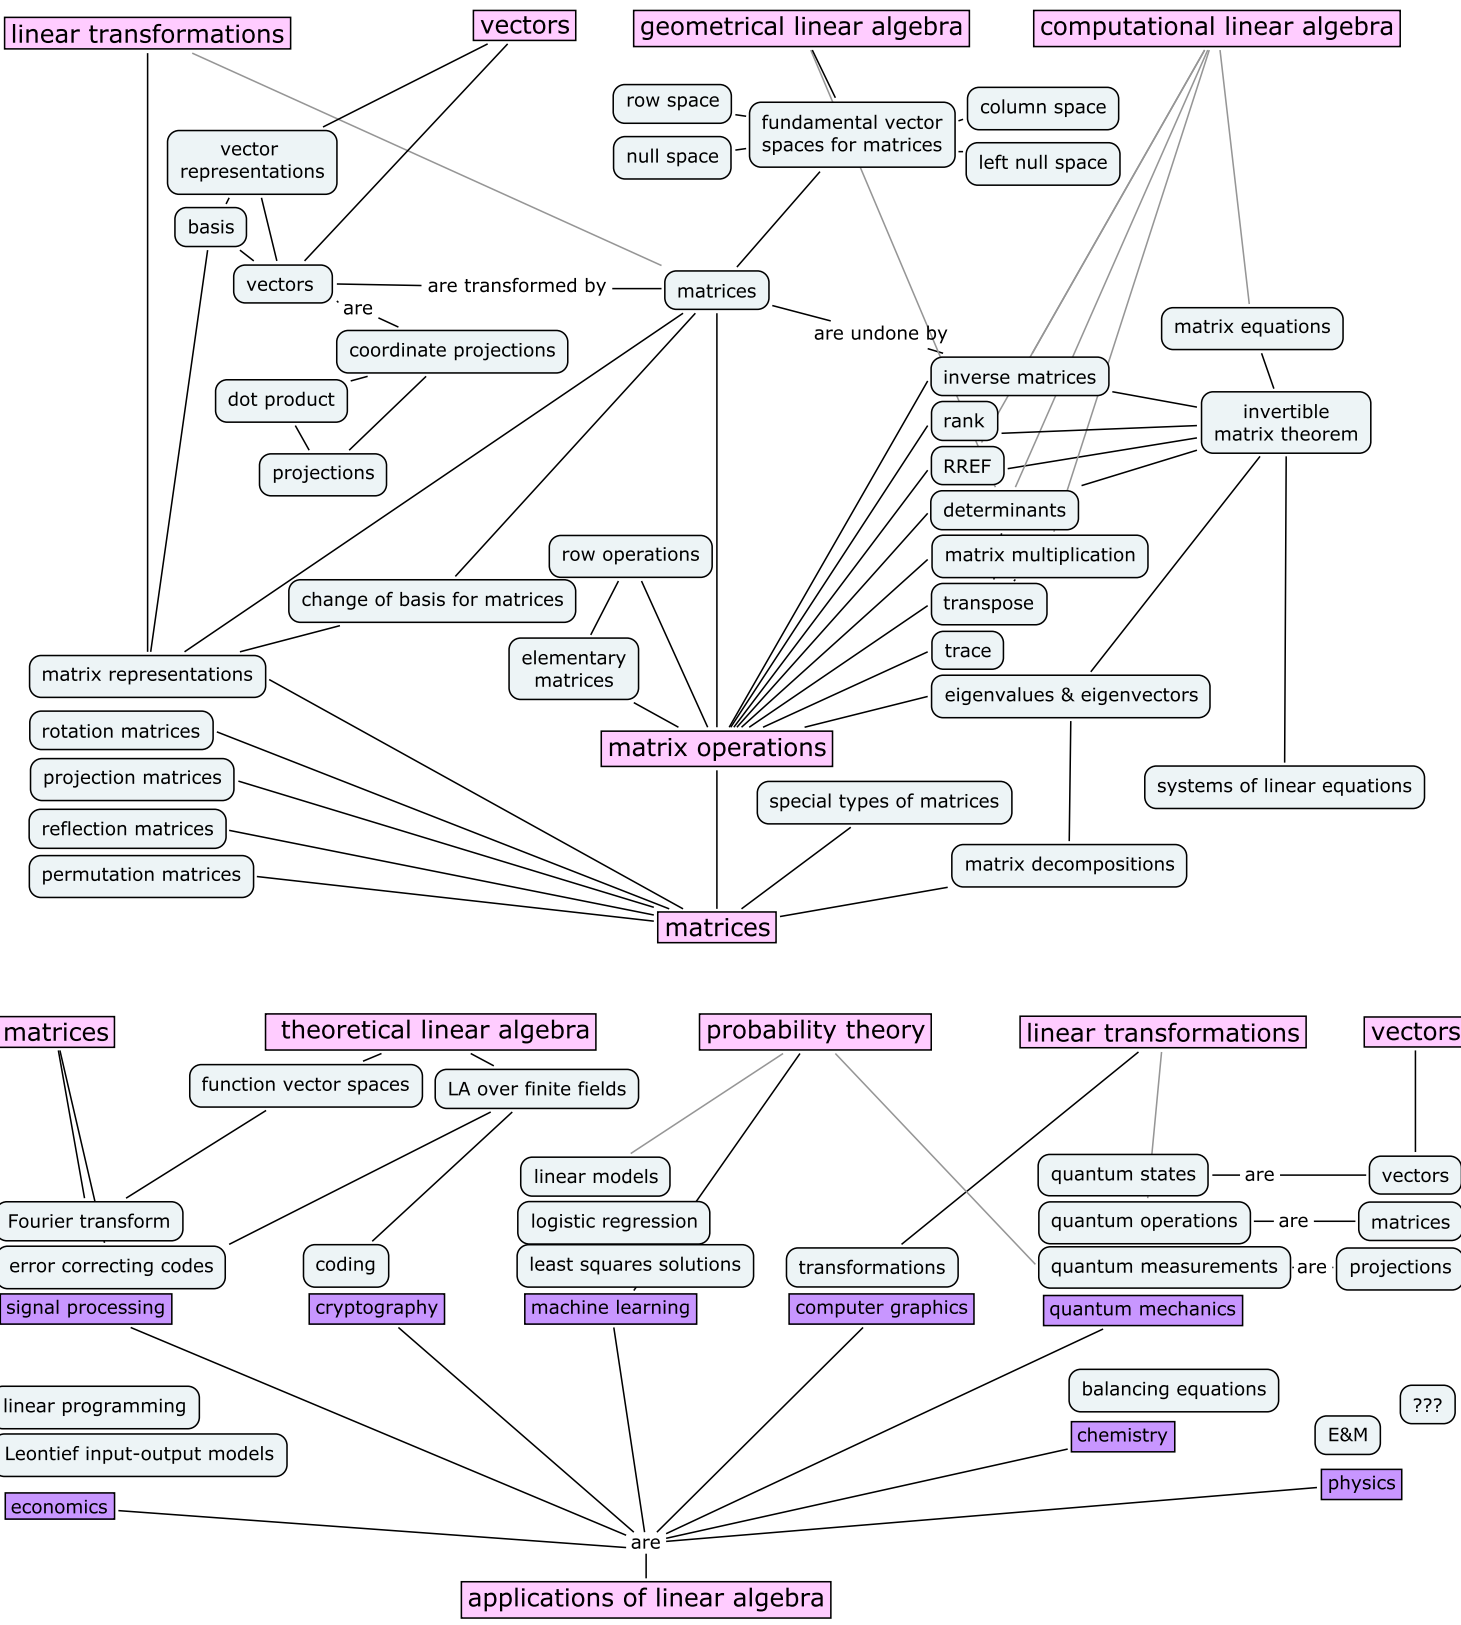 linear transformations
vectors
geometrical linear algebra
computational linear algebra
row space
column space
fundamental vector
spaces for matrices
null space
left null space
vector
representations
basis
vectors
are transformed by
matrices
are
are undone by
matrix equations
coordinate projections
inverse matrices
dot product
rank
invertible
matrix theorem
projections
RREF
determinants
row operations
matrix multiplication
change of basis for matrices
transpose
elementary
matrices
trace
matrix representations
eigenvalues & eigenvectors
rotation matrices
matrix operations
projection matrices
special types of matrices
systems of linear equations
reflection matrices
permutation matrices
matrix decompositions
matrices
matrices
theoretical linear algebra
probability theory
linear transformations
vectors
function vector spaces
LA over finite fields
linear models
quantum states
are
vectors
Fourier transform
logistic regression
quantum operations
are
matrices
error correcting codes
coding
least squares solutions
transformations
quantum measurements
are
projections
signal processing
cryptography
machine learning
computer graphics
quantum mechanics
linear programming
balancing equations
???
Leontief input-output models
chemistry
E&M
economics
physics
are
applications of linear algebra